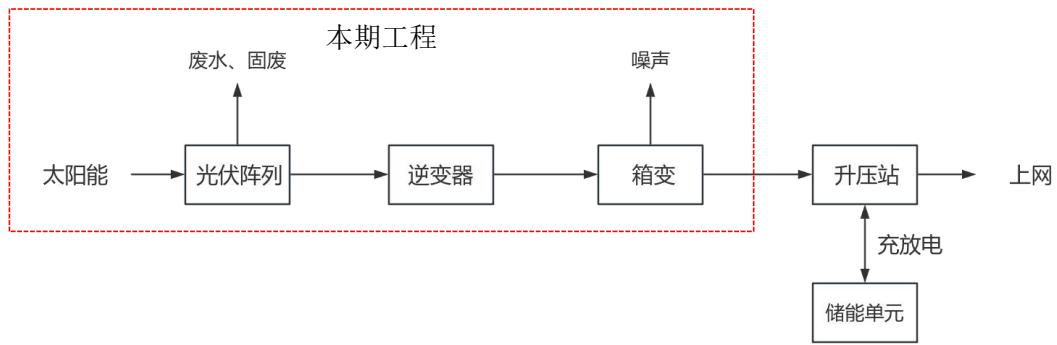 本期工程
废水、固废
噪声
太阳能
光伏阵列
逆变器
箱变
升压站
上网
充放电
储能单元